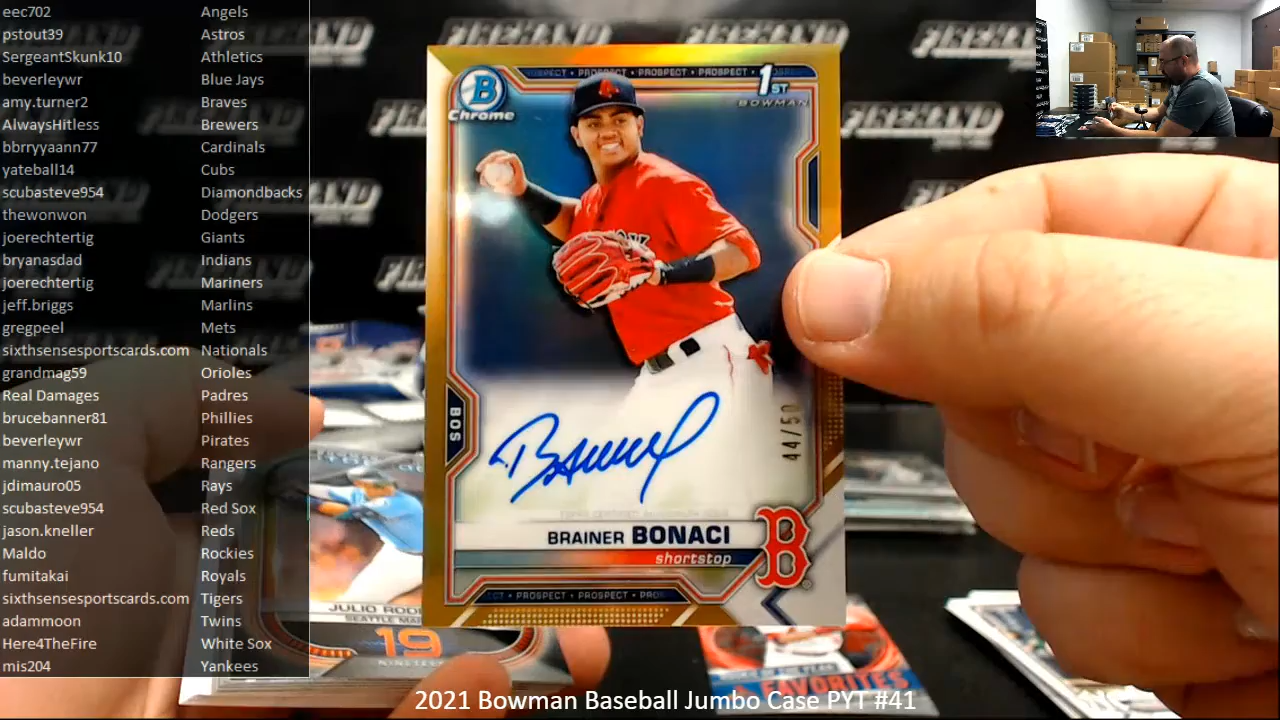 eec702 Angels
pstout39 Astros
SergeantSkunk10 Athletics
beverleywr Blue Jays
amy.turner2 Braves
AlwaysHitless Brewers
bbrryyaann77 Cardinals
yateball14 Cubs
scubasteve954 Diamondbacks
thewonwon Dodgers
joerechtertig Giants
bryanasdad Indians
joerechtertig Mariners
jeff.briggs Marlins
gregpeel Mets
sixthsensesportscards.com Nationals
grandmag59 Orioles
Real Damages Padres
brucebanner81 Phillies
beverleywr Pirates
manny.tejano Rangers
jdimauro05 Rays
scubasteve954 Red Sox
jason.kneller Reds
Maldo Rockies
fumitakai Royals
sixthsensesportscards.com Tigers
adammoon Twins
Here4TheFire White Sox
mis204 Yankees
FIREHAND
PROSPECT • PROSPECT • PROSPECT
B
Chrome
1ST
BOWMAN
BOS
44/50
BRAINER BONACI
shortstop
B
PROSPECT • PROSPECT
JULIO
SEATTLE
19
FAVORITES
2021 Bowman Baseball Jumbo Case PYT #41